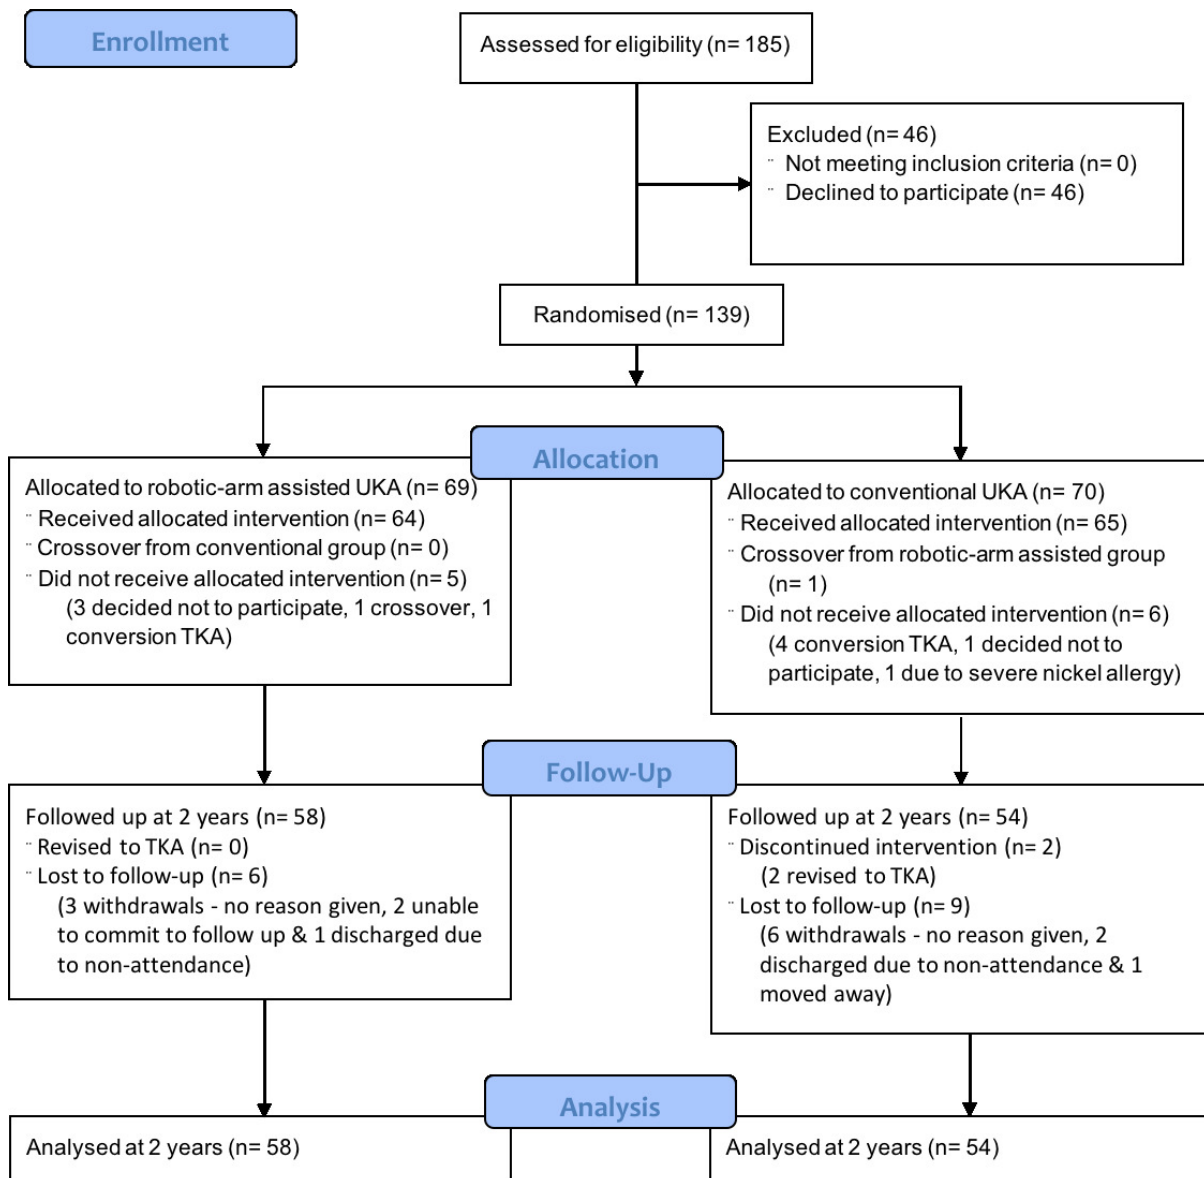 Enrollment
Assessed for eligibility (n= 185)
Excluded (n= 46)
¨ Not meeting inclusion criteria (n= 0)
¨ Declined to participate (n= 46)
Randomised (n= 139)
Allocation
Allocated to robotic-arm assisted UKA (n= 69)
¨ Received allocated intervention (n= 64)
¨ Crossover from conventional group (n= 0)
¨ Did not receive allocated intervention (n= 5)
(3 decided not to participate, 1 crossover, 1
conversion TKA)
Allocated to conventional UKA (n= 70)
¨ Received allocated intervention (n= 65)
¨ Crossover from robotic-arm assisted group
(n= 1)
¨ Did not receive allocated intervention (n= 6)
(4 conversion TKA, 1 decided not to
participate, 1 due to severe nickel allergy)
Follow-Up
Followed up at 2 years (n= 58)
¨ Revised to TKA (n= 0)
¨ Lost to follow-up (n= 6)
(3 withdrawals - no reason given, 2 unable
to commit to follow up & 1 discharged due
to non-attendance)
Followed up at 2 years (n= 54)
¨ Discontinued intervention (n= 2)
(2 revised to TKA)
¨ Lost to follow-up (n= 9)
(6 withdrawals - no reason given, 2
discharged due to non-attendance & 1
moved away)
Analysis
Analysed at 2 years (n= 58)
Analysed at 2 years (n= 54)